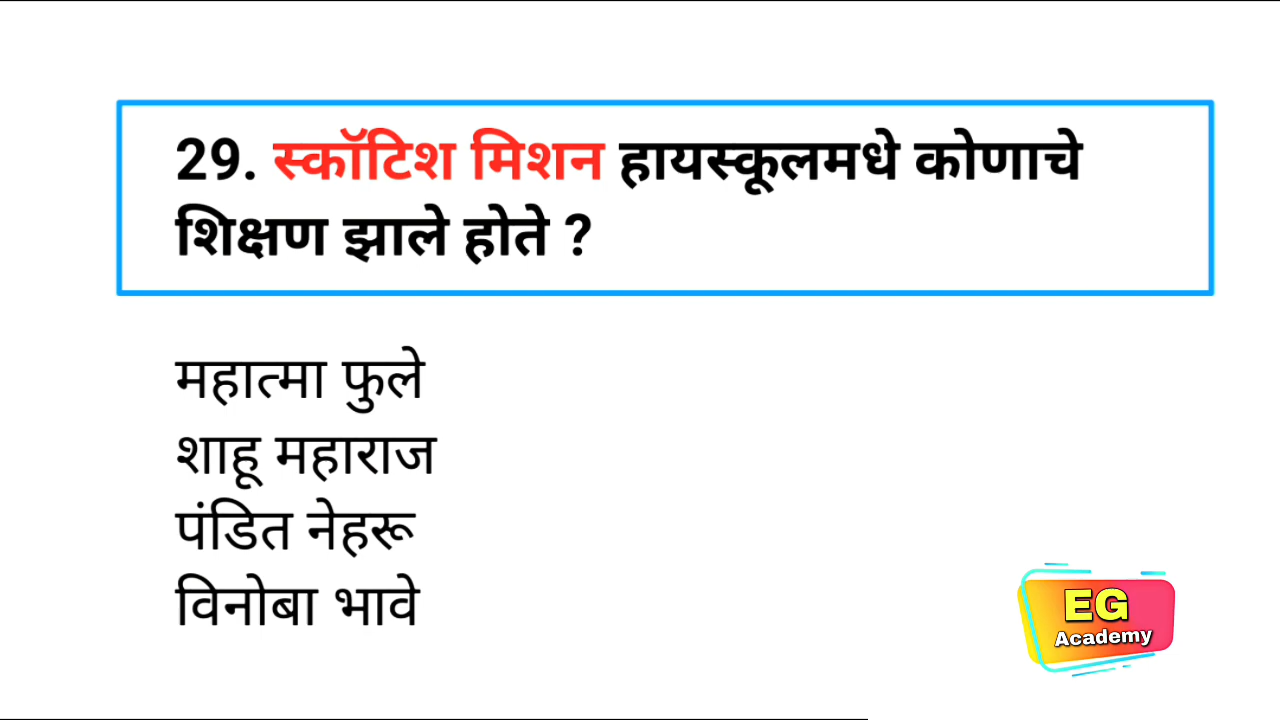 29. स्कॉटिश मिशन हायस्कूलमधे कोणाचे
शिक्षण झाले होते ?
महात्मा फुले
शाहू महाराज
पंडित नेहरू
विनोबा भावे
EG
Academy